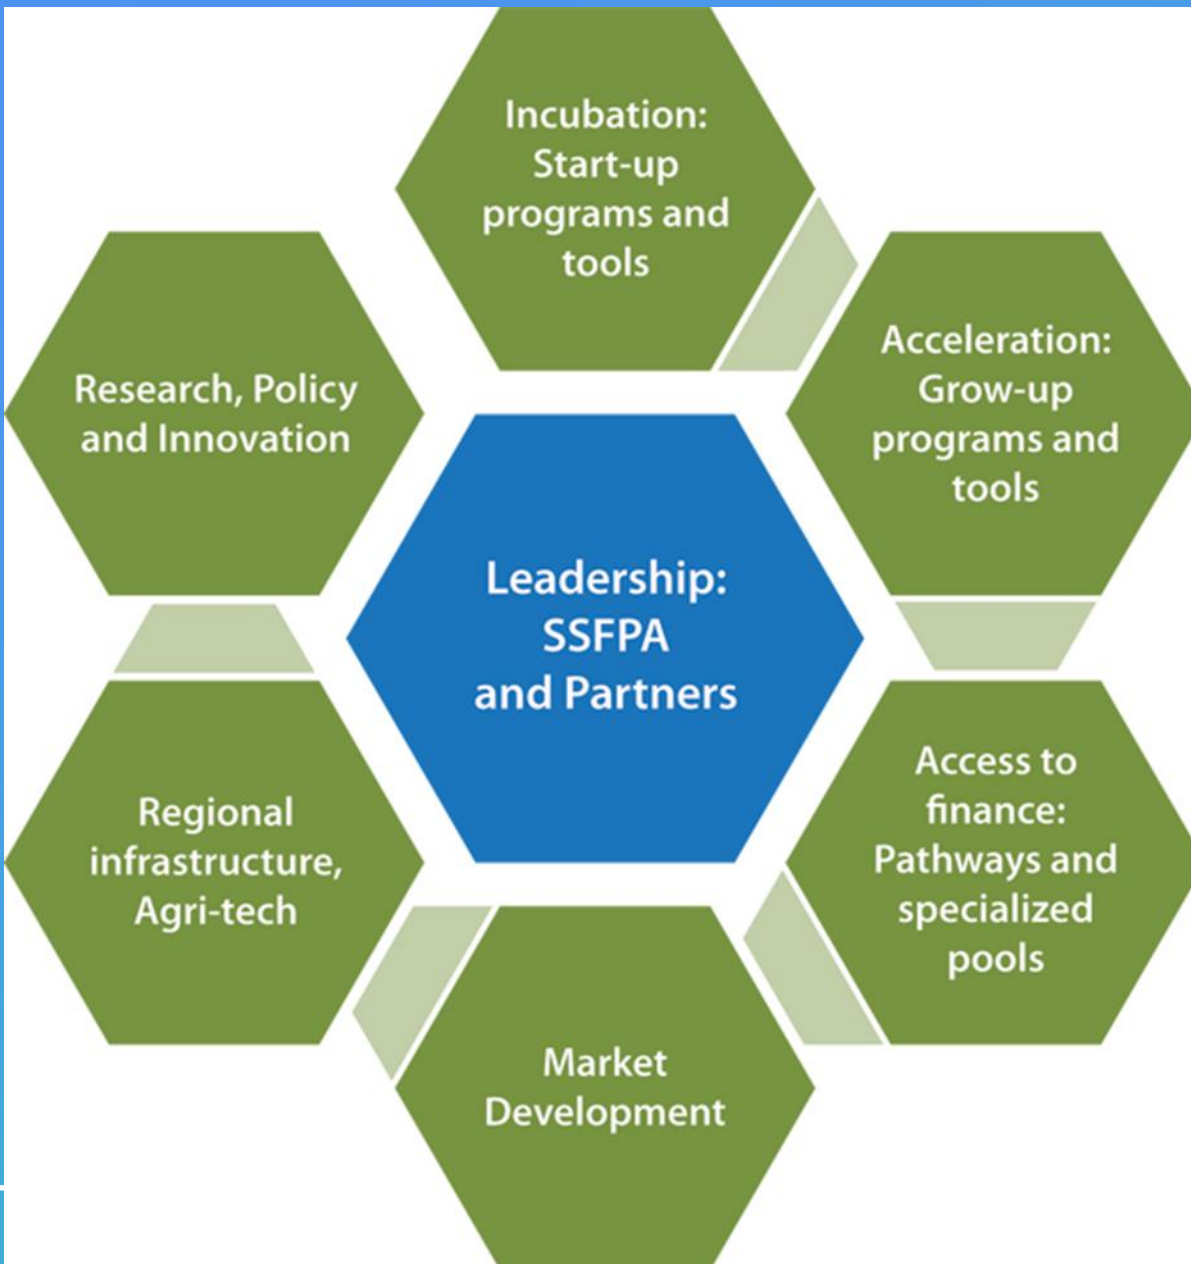 Incubation:
Start-up
programs and
tools
Acceleration:
Grow-up
programs and
tools
Access to
finance:
Pathways and
specialized
pools
Market
Development
Regional
infrastructure,
Agri-tech
Research, Policy
and Innovation
Leadership:
SSFPA
and Partners